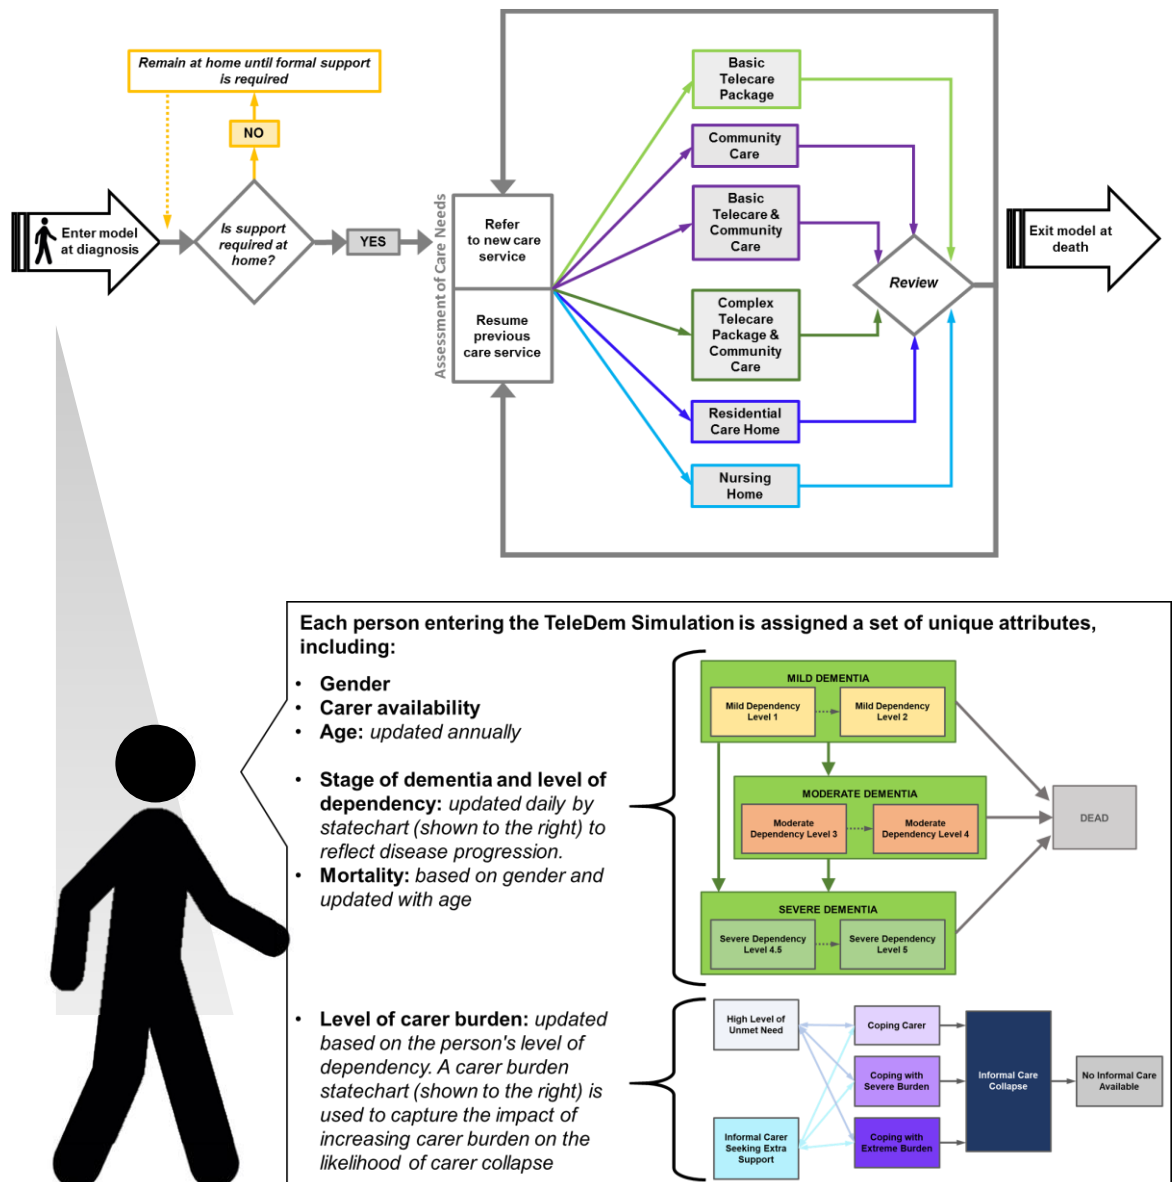 Remain at home until formal support
is required
NO
Enter model
at diagnosis
Is support
required at
home?
YES
Assessment of Care Needs
Refer
to new care
service
Resume
previous
care service
Basic
Telecare
Package
Community
Care
Basic
Telecare &
Community
Care
Complex
Telecare
Package &
Community
Care
Residential
Care Home
Nursing
Home
Review
Exit model at
death
Each person entering the TeleDem Simulation is assigned a set of unique attributes,
including:
• Gender
• Carer availability
• Age: updated annually
• Stage of dementia and level of
dependency: updated daily by
statechart (shown to the right) to
reflect disease progression.
• Mortality: based on gender and
updated with age
MILD DEMENTIA
Mild Dependency
Level 1
Mild Dependency
Level 2
MODERATE DEMENTIA
Moderate
Dependency Level 3
Moderate
Dependency Level 4
SEVERE DEMENTIA
Severe Dependency
Level 4.5
Severe Dependency
Level 5
DEAD
• Level of carer burden: updated
based on the person's level of
dependency. A carer burden
statechart (shown to the right) is
used to capture the impact of
increasing carer burden on the
likelihood of carer collapse
High Level of
Unmet Need
Informal Carer
Seeking Extra
Support
Coping Carer
Coping with
Severe Burden
Coping with
Extreme Burden
Informal Care
Collapse
No Informal Care
Available